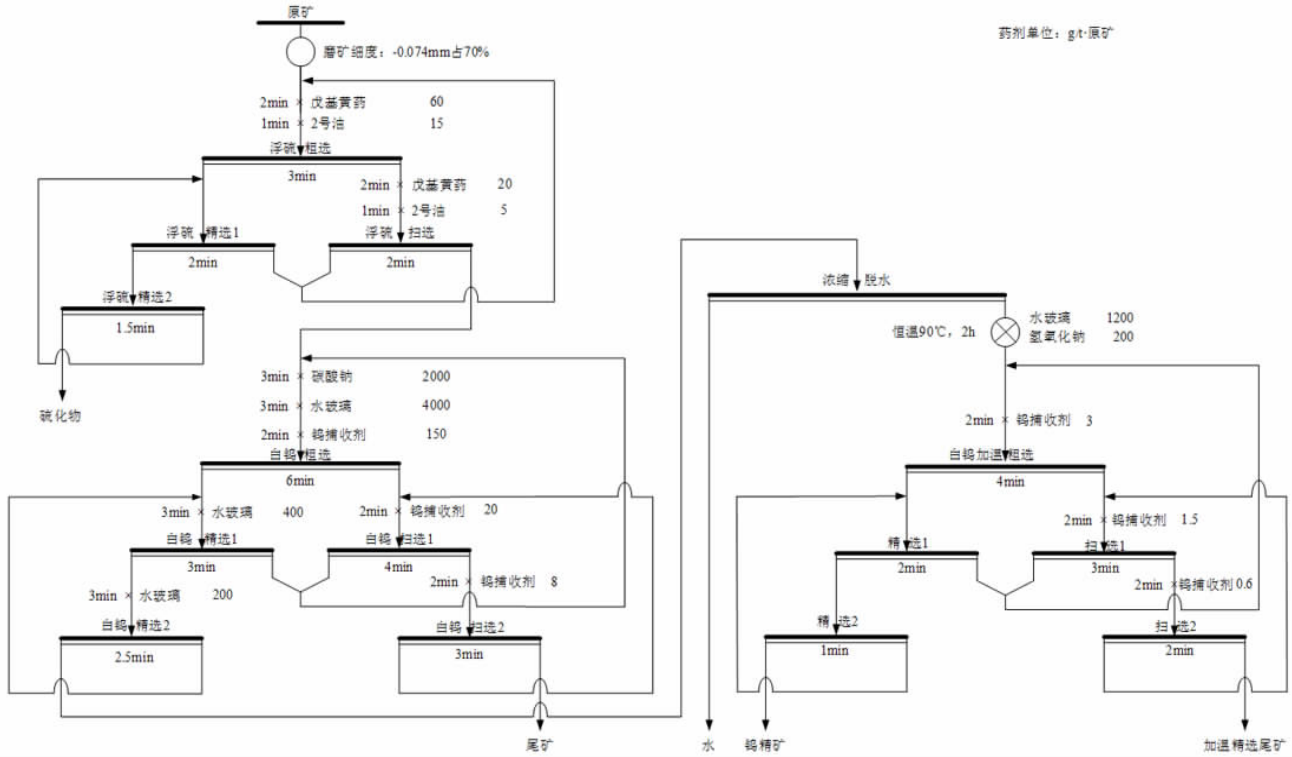 原矿
药剂单位：g/t·原矿
磨矿细度：-0.074mm占70%
2min 戊基黄药 60
1min 2号油 15
浮硫 粗选
3min
2min 戊基黄药 20
1min 2号油 5
浮硫 精选1
2min
浮硫 扫选
2min
浮硫 精选2
1.5min
硫化物
3min 碳酸钠 2000
3min 水玻璃 4000
2min 钨捕收剂 150
白钨 粗选
6min
3min 水玻璃 400
2min 钨捕收剂 20
白钨 精选1
3min
白钨 扫选1
4min
3min 水玻璃 200
2min 钨捕收剂 8
白钨 精选2
2.5min
白钨 扫选2
3min
尾矿
浓缩 脱水
恒温90℃，2h
水玻璃 1200
氢氧化钠 200
2min 钨捕收剂 3
白钨加温粗选
4min
2min 钨捕收剂 1.5
精选1
2min
扫选1
3min
2min 钨捕收剂 0.6
精选2
1min
扫选2
2min
水
钨精矿
加温精选尾矿